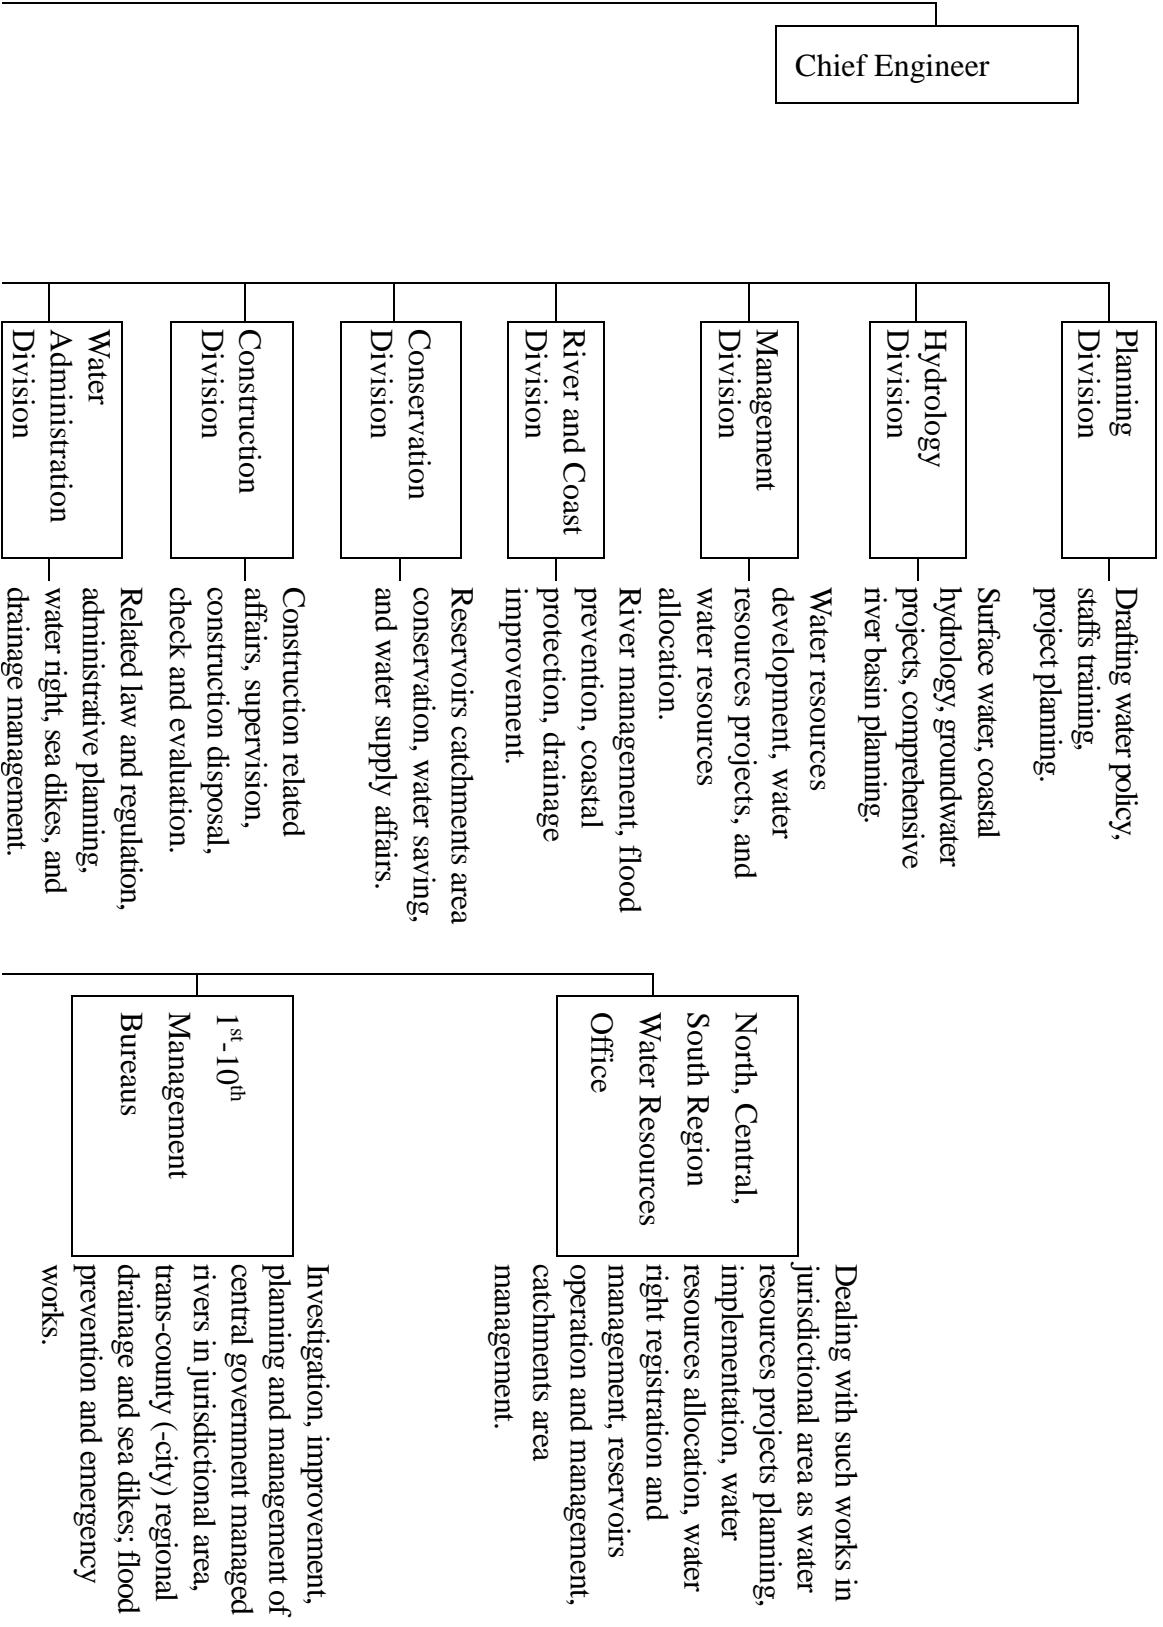 Chief Engineer
Planning
Division
Drafting water policy,
staffs training,
project planning.
Hydrology
Division
Surface water, coastal
hydrology, groundwater
projects, comprehensive
river basin planning.
Management
Division
Water resources
development, water
resources projects, and
water resources
allocation.
River and Coast
Division
River management, flood
prevention, coastal
protection, drainage
improvement.
Conservation
Division
Reservoirs catchments area
conservation, water saving,
and water supply affairs.
Construction
Division
Construction related
affairs, supervision,
construction disposal,
check and evaluation.
Water
Administration
Division
Related law and regulation,
administrative planning,
water right, sea dikes, and
drainage management.
North, Central,
South Region
Water Resources
Office
Dealing with such works in
jurisdictional area as water
resources projects planning,
implementation, water
resources allocation, water
right registration and
management, reservoirs
operation and management,
catchments area
management.
1st-10th
Management
Bureaus
Investigation, improvement,
planning and management of
central government managed
rivers in jurisdictional area,
trans-county (-city) regional
drainage and sea dikes; flood
prevention and emergency
works.